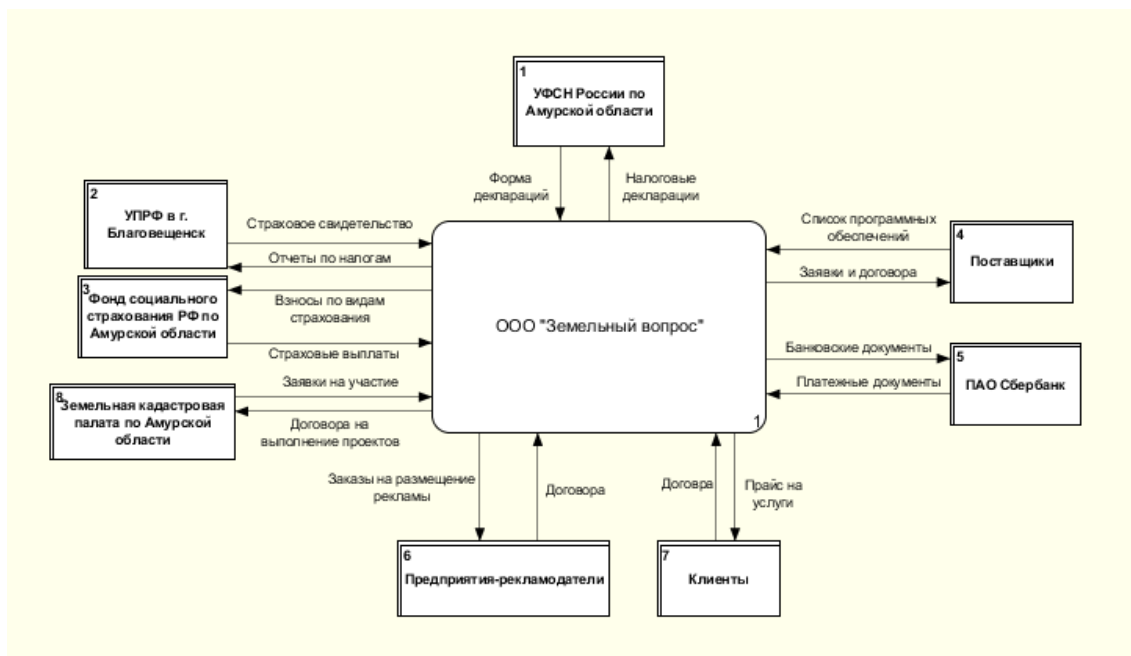 1
УФСН России по
Амурской области
Форма
деклараций
Налоговые
декларации
2
УПРФ в г.
Благовещенск
Страховое свидетельство
Отчеты по налогам
3
Фонд социального
страхования РФ по
Амурской области
Взносы по видам
страхования
Страховые выплаты
8
Земельная кадастровая
палата по Амурской
области
Заявки на участие
Договора на
выполнение проектов
ООО "Земельный вопрос"
1
Список программных
обеспечений
Заявки и договора
4
Поставщики
Банковские документы
Платежные документы
5
ПАО Сбербанк
Заказы на размещение
рекламы
Договора
6
Предприятия-рекламодатели
Договра
Прайс на
услуги
7
Клиенты